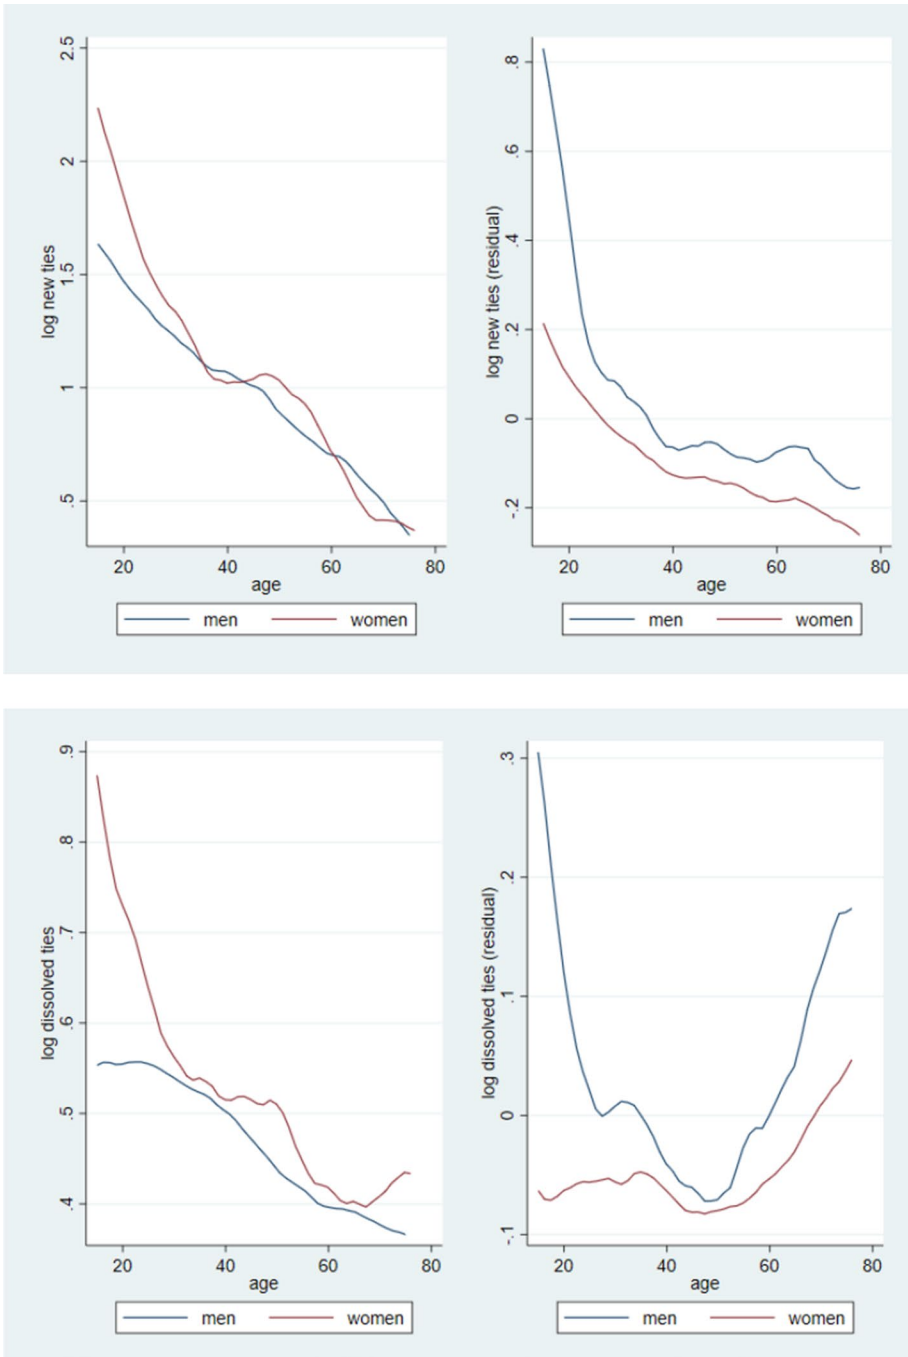 log new ties
2.5
2
1.5
1
.5
20 40 60 80
age
men women
log new ties (residual)
.8
.6
.4
.2
0
-.2
20 40 60 80
age
men women
log dissolved ties
.9
.8
.7
.6
.5
.4
20 40 60 80
age
men women
log dissolved ties (residual)
.3
.2
.1
0
-.1
20 40 60 80
age
men women